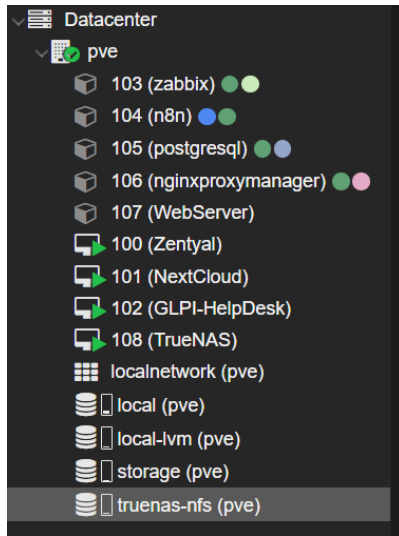 Datacenter
pve
103 (zabbix)
104 (n8n)
105 (postgresql)
106 (nginxproxymanager)
107 (WebServer)
100 (Zentyal)
101 (NextCloud)
102 (GLPI-HelpDesk)
108 (TrueNAS)
localnetwork (pve)
local (pve)
local-lvm (pve)
storage (pve)
truenas-nfs (pve)